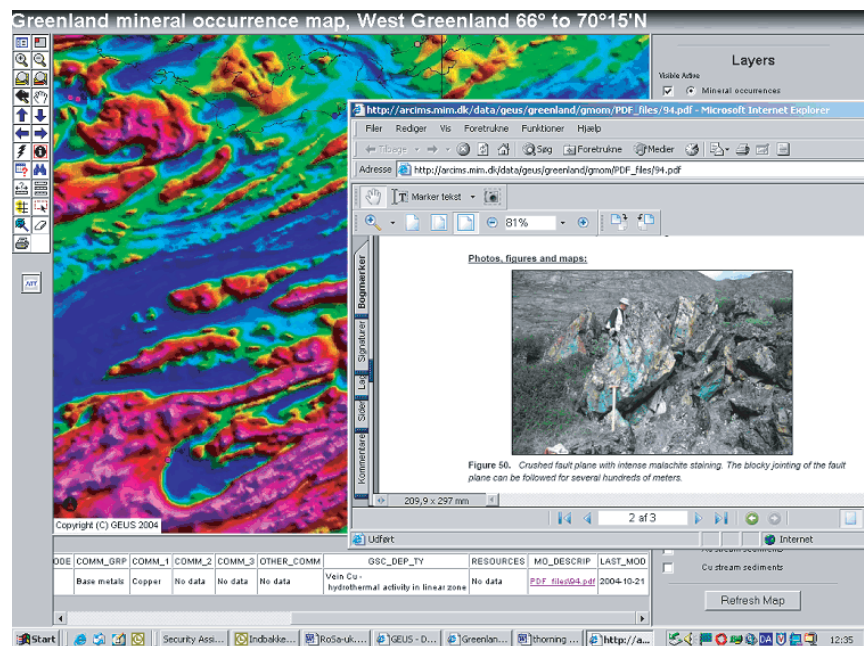 Greenland mineral occurrence map, West Greenland 66° to 70°15'N
Layers
Visible Active
Mineral occurrences
http://arcims.mim.dk/data/geus/greenland/gmom/PDF_files/94.pdf - Microsoft Internet Explorer
Filer Rediger Vis Foretrukne Funktioner Hjælp
Tilbage Søg Foretrukne Medier
Adresse http://arcims.mim.dk/data/geus/greenland/gmom/PDF_files/94.pdf
Marker tekst
81%
Bogmærker
Signaturer
Lag
Sider
Kommentarer
Photos, figures and maps:
Figure 50. Crushed fault plane with intense malachite staining. The blocky jointing of the fault
plane can be followed for several hundreds of meters.
209,9 x 297 mm
2 af 3
Udført Internet
Copyright (C) GEUS 2004
ODE COMM_GRP COMM_1 COMM_2 COMM_3 OTHER_COMM GSC_DEP_TY RESOURCES MO_DESCRIP LAST_MOD
Base metals Copper No data No data No data Vein Cu - hydrothermal activity in linear zone No data PDF_files\94.pdf 2004-10-21
stream sediments
Cu stream sediments
Refresh Map
Start Security Assi... Indbakke... RoSa-uk.... GEUS - D... Greenlan... thorning ... http://a... DA 12:35